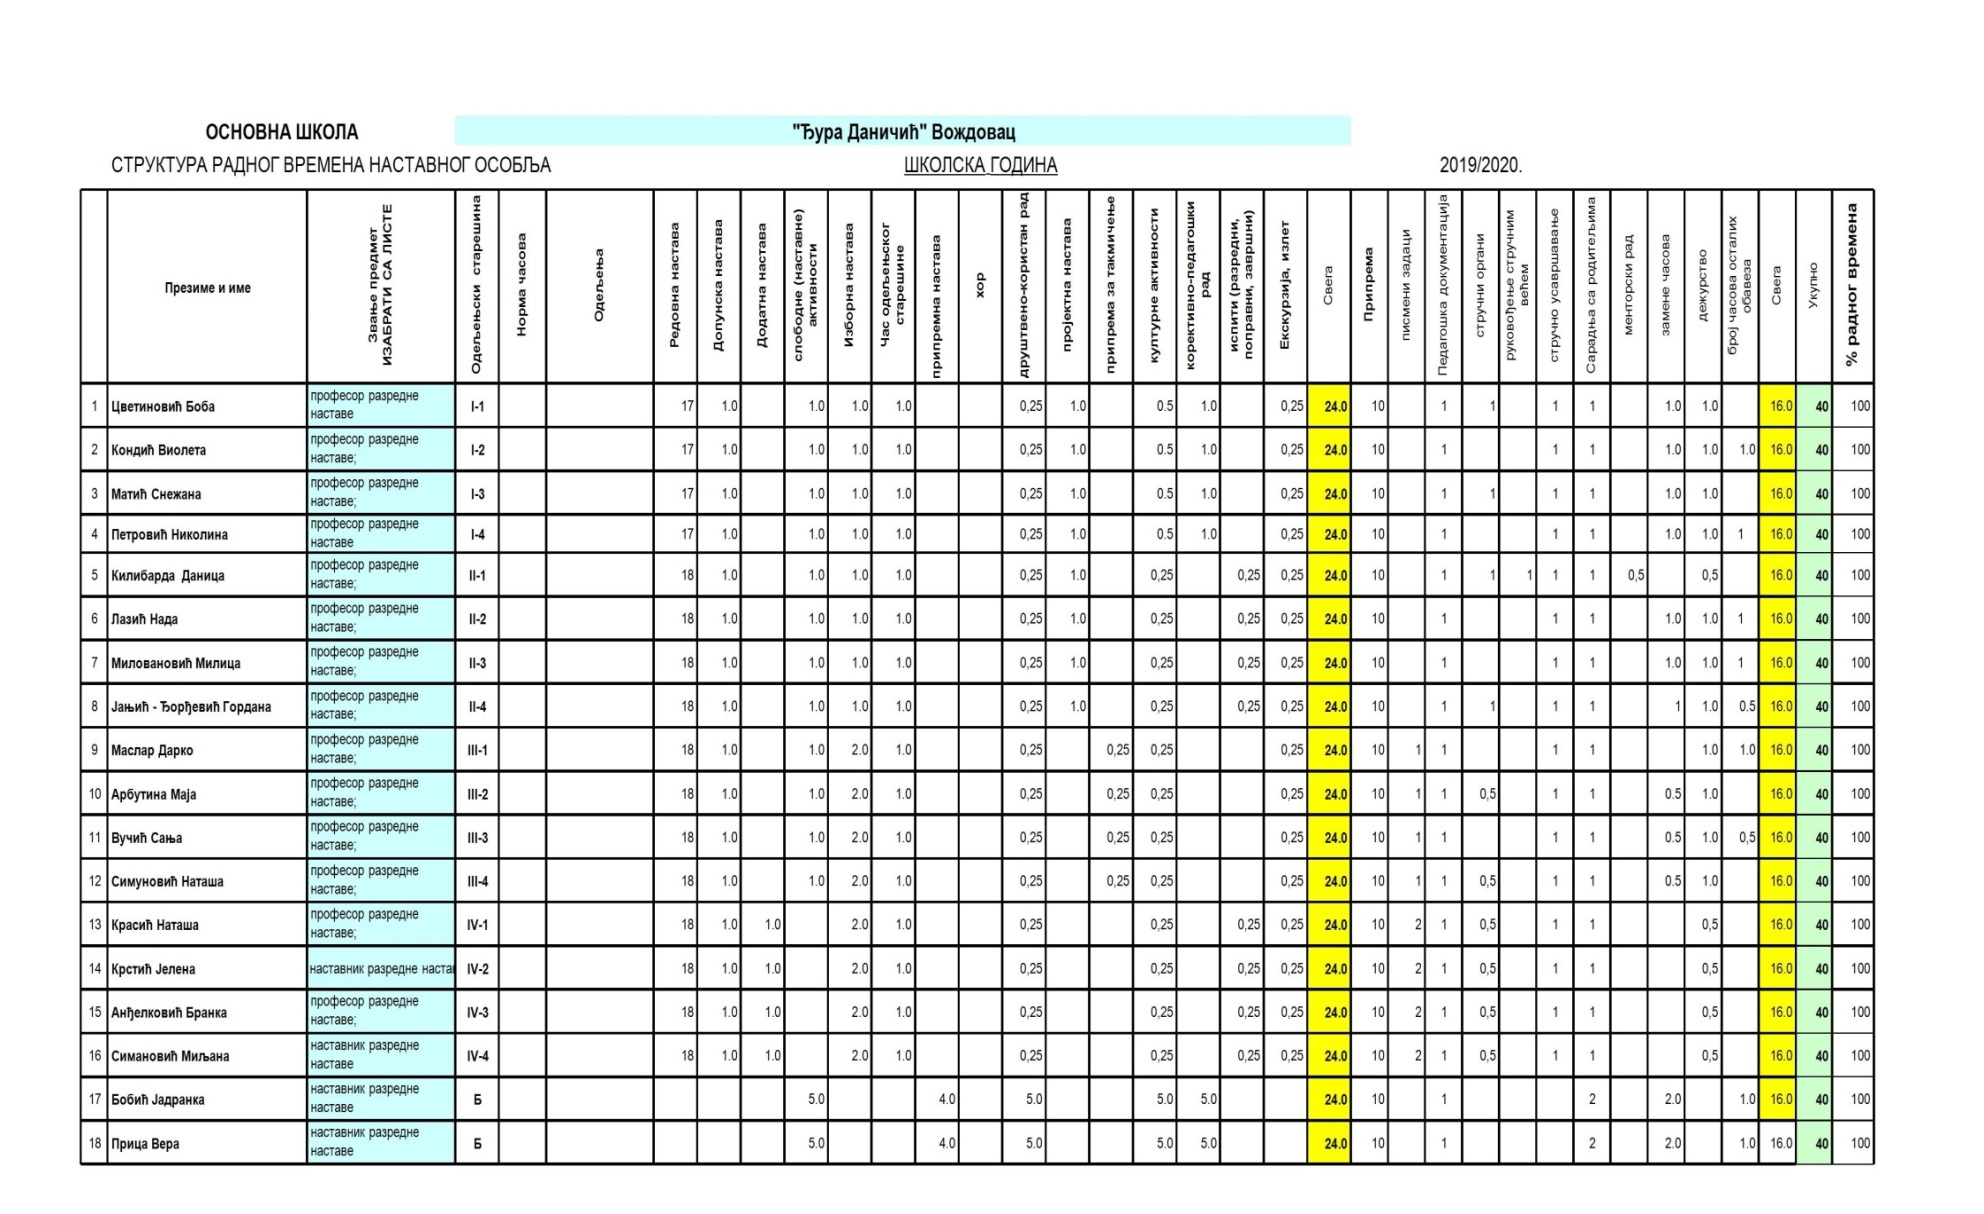 ОСНОВНА ШКОЛА "Ђура Даничић" Вождовац
СТРУКТУРА РАДНОГ ВРЕМЕНА НАСТАВНОГ ОСОБЉА ШКОЛСКА ГОДИНА 2019/2020.
Презиме и име
Звање предмет
ИЗАБРАТИ СА ЛИСТЕ
Одељењски старешина
Норма часова
Одељења
Редовна настава
Допунска настава
Додатна настава
слободне (наставне)
активности
Изборна настава
Час одељењског
старешине
припремна настава
хор
друштвено-користан рад
пројектна настава
припрема за такмичење
културне активности
корективно-педагошки
рад
испити (разредни,
поправни, завршни)
Екскурзија, излет
Свега
Припрема
писмени задаци
Педагошка документација
стручни органи
руковођење стручним
већем
стручно усавршавање
Сарадња са родитељима
менторски рад
замене часова
дежурство
број часова осталих
обавеза
Свега
Укупно
% радног времена
1 Цветиновић Боба професор разредне наставе I-1 17 1.0 1.0 1.0 1.0 0,25 1.0 0.5 1.0 0,25 24.0 10 1 1 1 1 1.0 1.0 16.0 40 100
2 Кондић Виолета професор разредне наставе; I-2 17 1.0 1.0 1.0 1.0 0,25 1.0 0.5 1.0 0,25 24.0 10 1 1 1 1.0 1.0 1.0 16.0 40 100
3 Матић Снежана професор разредне наставе; I-3 17 1.0 1.0 1.0 1.0 0,25 1.0 0.5 1.0 0,25 24.0 10 1 1 1 1 1.0 1.0 16.0 40 100
4 Петровић Николина професор разредне наставе I-4 17 1.0 1.0 1.0 1.0 0,25 1.0 0.5 1.0 0,25 24.0 10 1 1 1 1.0 1.0 1 16.0 40 100
5 Килибарда Даница професор разредне наставе; II-1 18 1.0 1.0 1.0 1.0 0,25 1.0 0,25 0,25 0,25 24.0 10 1 1 1 1 1 0,5 0,5 16.0 40 100
6 Лазић Нада професор разредне наставе; II-2 18 1.0 1.0 1.0 1.0 0,25 1.0 0,25 0,25 0,25 24.0 10 1 1 1 1.0 1.0 1 16.0 40 100
7 Миловановић Милица професор разредне наставе; II-3 18 1.0 1.0 1.0 1.0 0,25 1.0 0,25 0,25 0,25 24.0 10 1 1 1 1.0 1.0 1 16.0 40 100
8 Јањић - Ђорђевић Гордана професор разредне наставе; II-4 18 1.0 1.0 1.0 1.0 0,25 1.0 0,25 0,25 0,25 24.0 10 1 1 1 1 1 1.0 0.5 16.0 40 100
9 Маслар Дарко професор разредне наставе; III-1 18 1.0 1.0 2.0 1.0 0,25 0,25 0,25 0,25 24.0 10 1 1 1 1 1.0 1.0 16.0 40 100
10 Арбутина Маја професор разредне наставе; III-2 18 1.0 1.0 2.0 1.0 0,25 0,25 0,25 0,25 24.0 10 1 1 0,5 1 1 0.5 1.0 16.0 40 100
11 Вучић Сања професор разредне наставе; III-3 18 1.0 1.0 2.0 1.0 0,25 0,25 0,25 0,25 24.0 10 1 1 1 1 0.5 1.0 0,5 16.0 40 100
12 Симуновић Наташа професор разредне наставе; III-4 18 1.0 1.0 2.0 1.0 0,25 0,25 0,25 0,25 24.0 10 1 1 0,5 1 1 0.5 1.0 16.0 40 100
13 Красић Наташа професор разредне наставе; IV-1 18 1.0 1.0 2.0 1.0 0,25 0,25 0,25 0,25 24.0 10 2 1 0,5 1 1 0,5 16.0 40 100
14 Крстић Јелена наставник разредне наста IV-2 18 1.0 1.0 2.0 1.0 0,25 0,25 0,25 0,25 24.0 10 2 1 0,5 1 1 0,5 16.0 40 100
15 Анђелковић Бранка професор разредне наставе; IV-3 18 1.0 1.0 2.0 1.0 0,25 0,25 0,25 0,25 24.0 10 2 1 0,5 1 1 0,5 16.0 40 100
16 Симановић Миљана наставник разредне наставе IV-4 18 1.0 1.0 2.0 1.0 0,25 0,25 0,25 0,25 24.0 10 2 1 0,5 1 1 0,5 16.0 40 100
17 Бобић Јадранка наставник разредне наставе Б 5.0 4.0 5.0 5.0 5.0 24.0 10 1 2 2.0 1.0 16.0 40 100
18 Прица Вера наставник разредне наставе Б 5.0 4.0 5.0 5.0 5.0 24.0 10 1 2 2.0 1.0 16.0 40 100